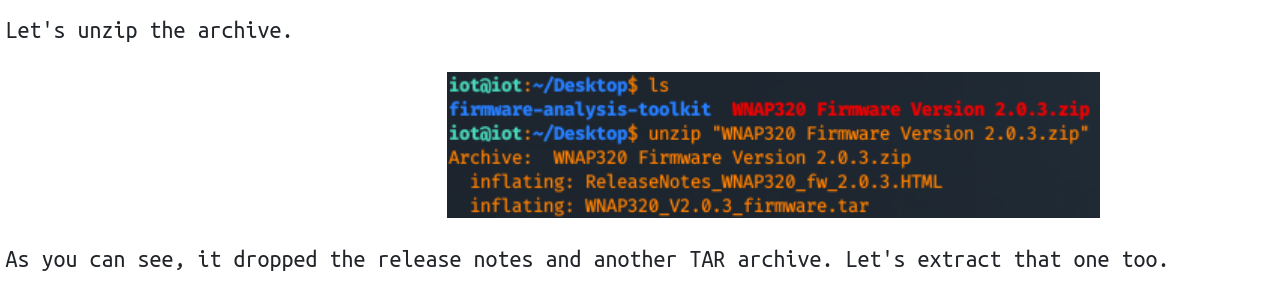 Let's unzip the archive.
iot@iot:~/Desktop$ ls
firmware-analysis-toolkit  WNAP320 Firmware Version 2.0.3.zip
iot@iot:~/Desktop$ unzip "WNAP320 Firmware Version 2.0.3.zip"
Archive:  WNAP320 Firmware Version 2.0.3.zip
  inflating: ReleaseNotes_WNAP320_fw_2.0.3.HTML
  inflating: WNAP320_V2.0.3_firmware.tar
As you can see, it dropped the release notes and another TAR archive. Let's extract that one too.